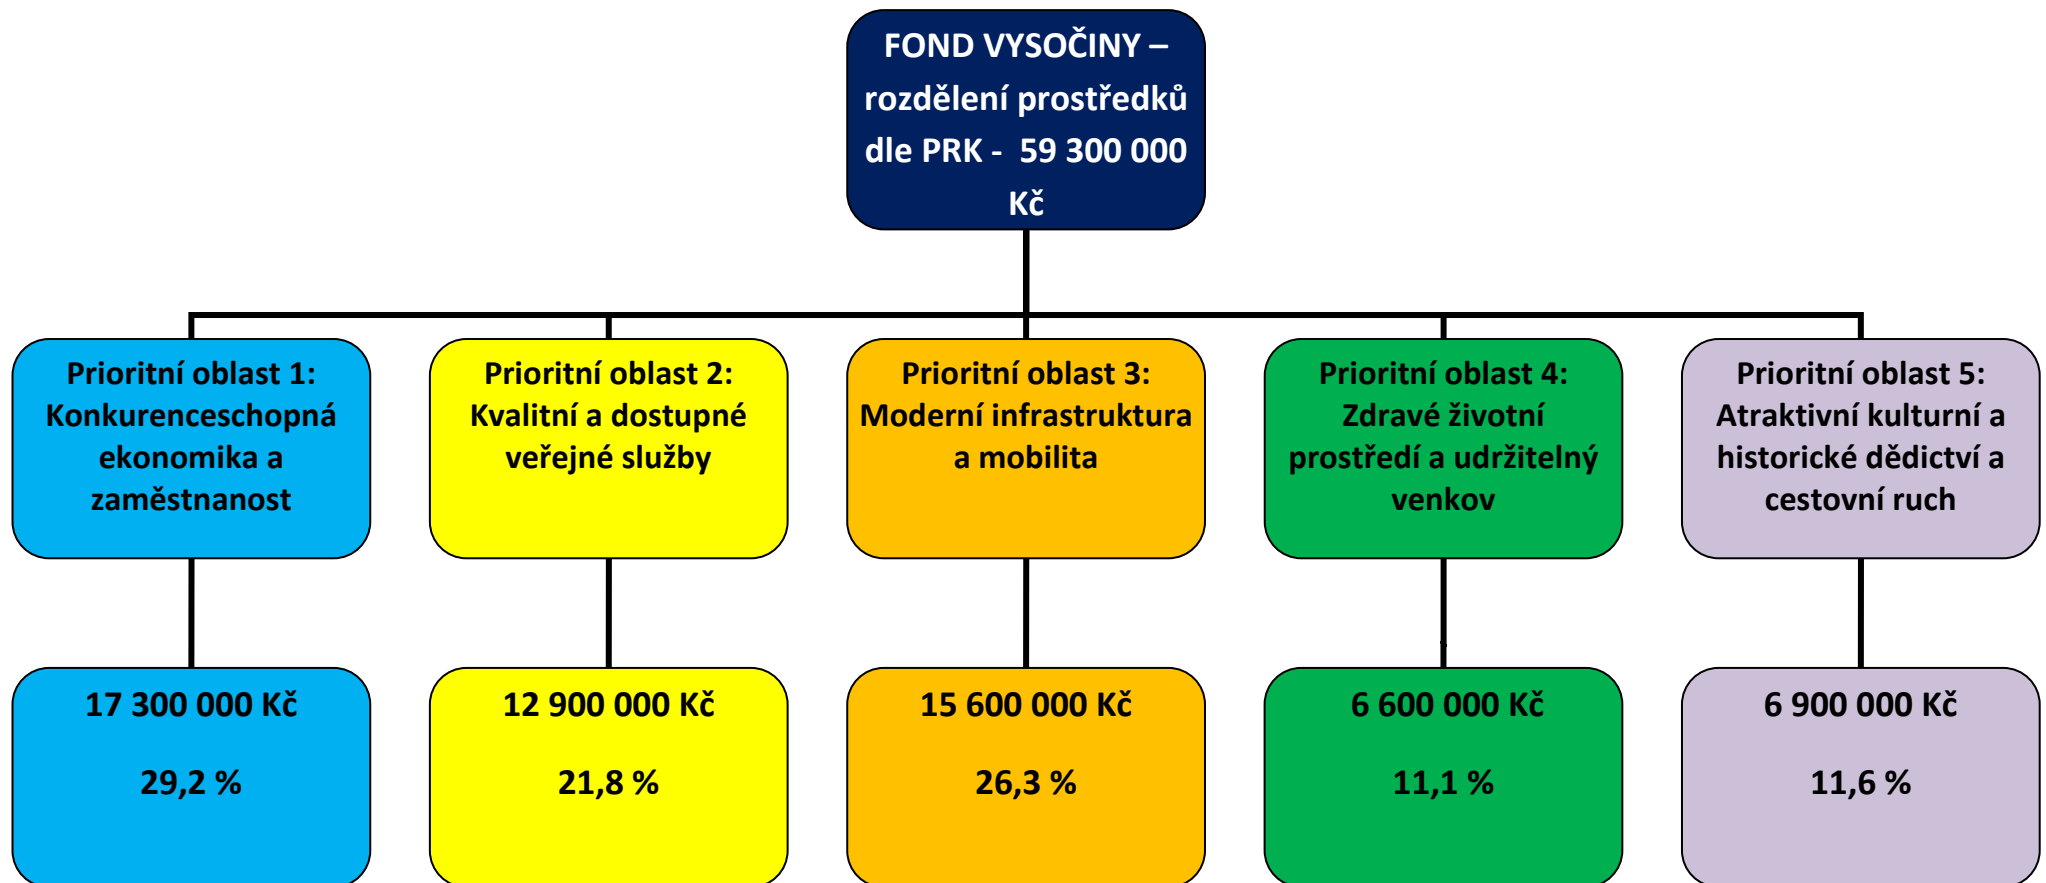 FOND VYSOČINY –
rozdělení prostředků
dle PRK - 59 300 000
Kč
Prioritní oblast 1:
Konkurenceschopná
ekonomika a
zaměstnanost
Prioritní oblast 2:
Kvalitní a dostupné
veřejné služby
Prioritní oblast 3:
Moderní infrastruktura
a mobilita
Prioritní oblast 4:
Zdravé životní
prostředí a udržitelný
venkov
Prioritní oblast 5:
Atraktivní kulturní a
historické dědictví a
cestovní ruch
17 300 000 Kč
29,2 %
12 900 000 Kč
21,8 %
15 600 000 Kč
26,3 %
6 600 000 Kč
11,1 %
6 900 000 Kč
11,6 %